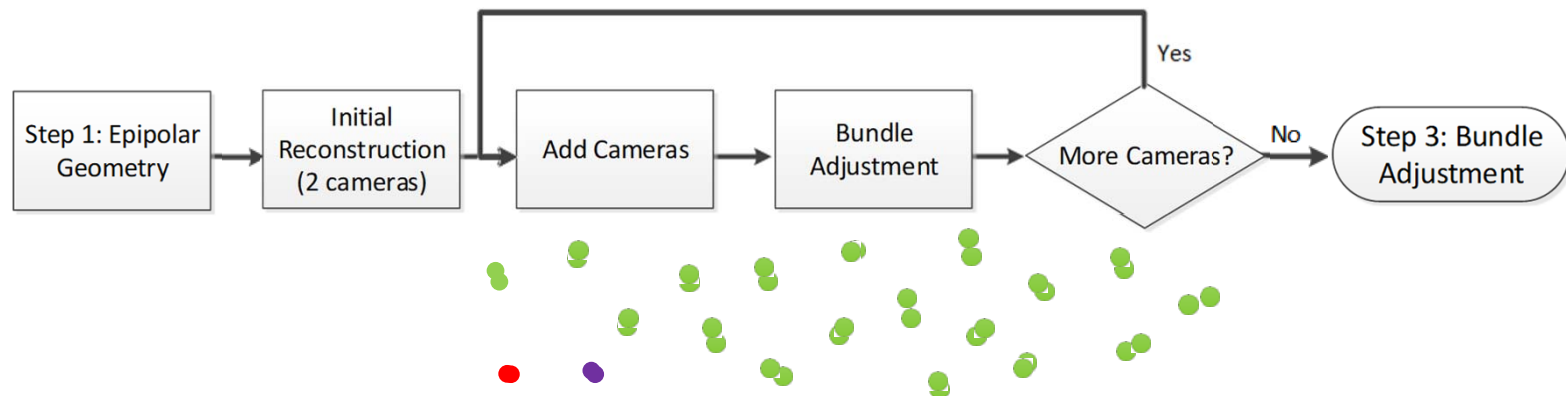 Step 1: Epipolar
Geometry
Initial
Reconstruction
(2 cameras)
Add Cameras
Bundle
Adjustment
More Cameras?
Yes
No
Step 3: Bundle
Adjustment